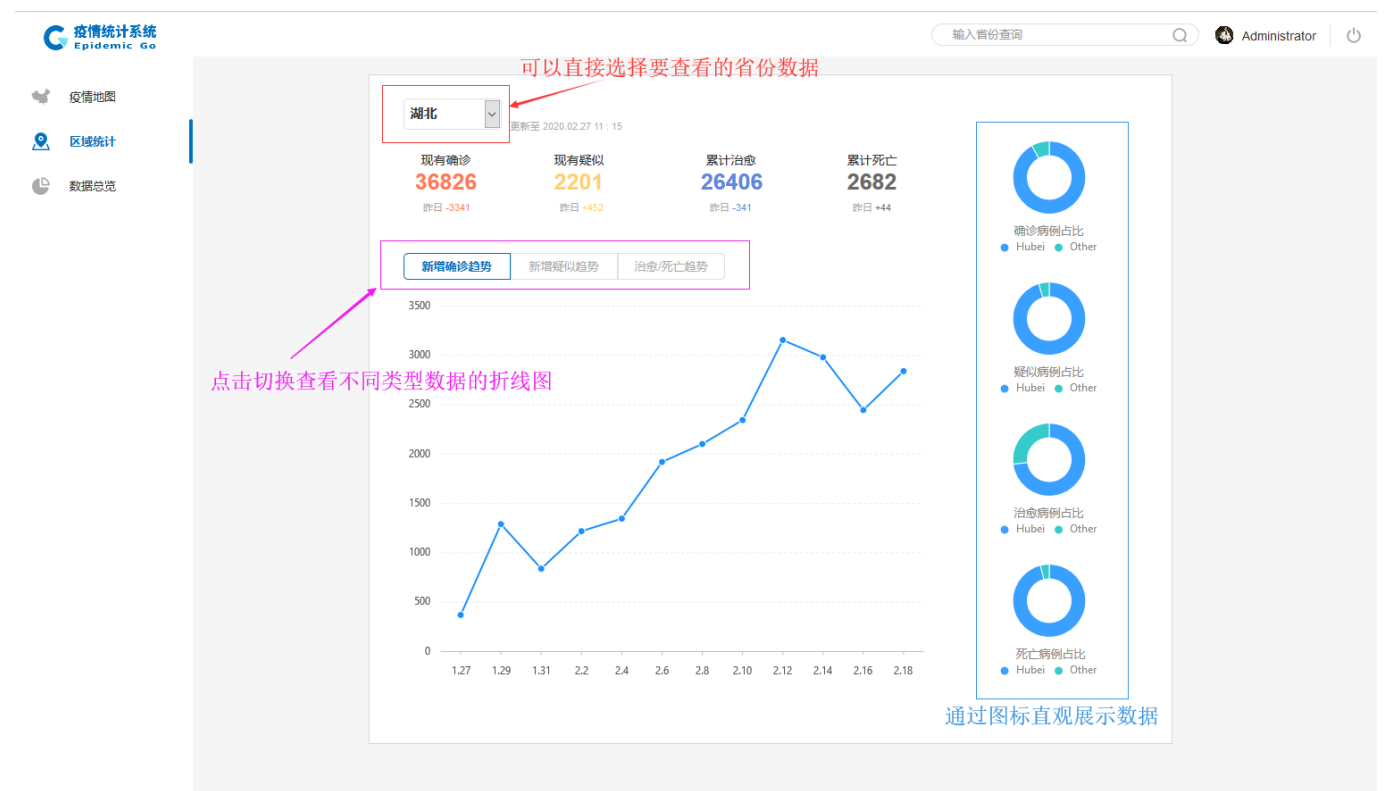 疫情统计系统
Epidemic Go
输入省份查询
Administrator
可以直接选择要查看的省份数据
疫情地图
区域统计
数据总览
湖北
更新至 2020.02.27 11 : 15
现有确诊 现有疑似 累计治愈 累计死亡
36826 2201 26406 2682
昨日 -3341 昨日 +452 昨日 -341 昨日 +44
新增确诊趋势 新增疑似趋势 治愈/死亡趋势
点击切换查看不同类型数据的折线图
3500
3000
2500
2000
1500
1000
500
0
1.27 1.29 1.31 2.2 2.4 2.6 2.8 2.10 2.12 2.14 2.16 2.18
确诊病例占比
Hubei Other
疑似病例占比
Hubei Other
治愈病例占比
Hubei Other
死亡病例占比
Hubei Other
通过图标直观展示数据